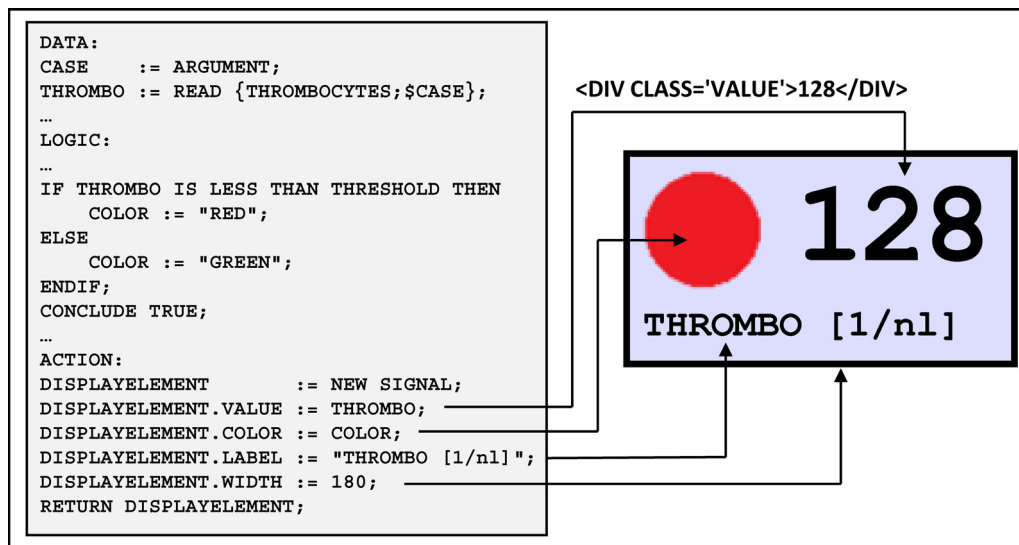 DATA:
CASE := ARGUMENT;
THROMBO := READ {THROMBOCYTES;$CASE};
…
LOGIC:
…
IF THROMBO IS LESS THAN THRESHOLD THEN
COLOR := "RED";
ELSE
COLOR := "GREEN";
ENDIF;
CONCLUDE TRUE;
…
ACTION:
DISPLAYELEMENT := NEW SIGNAL;
DISPLAYELEMENT.VALUE := THROMBO;
DISPLAYELEMENT.COLOR := COLOR;
DISPLAYELEMENT.LABEL := "THROMBO [1/nl]";
DISPLAYELEMENT.WIDTH := 180;
RETURN DISPLAYELEMENT;
<DIV CLASS='VALUE'>128</DIV>
128
THROMBO [1/nl]